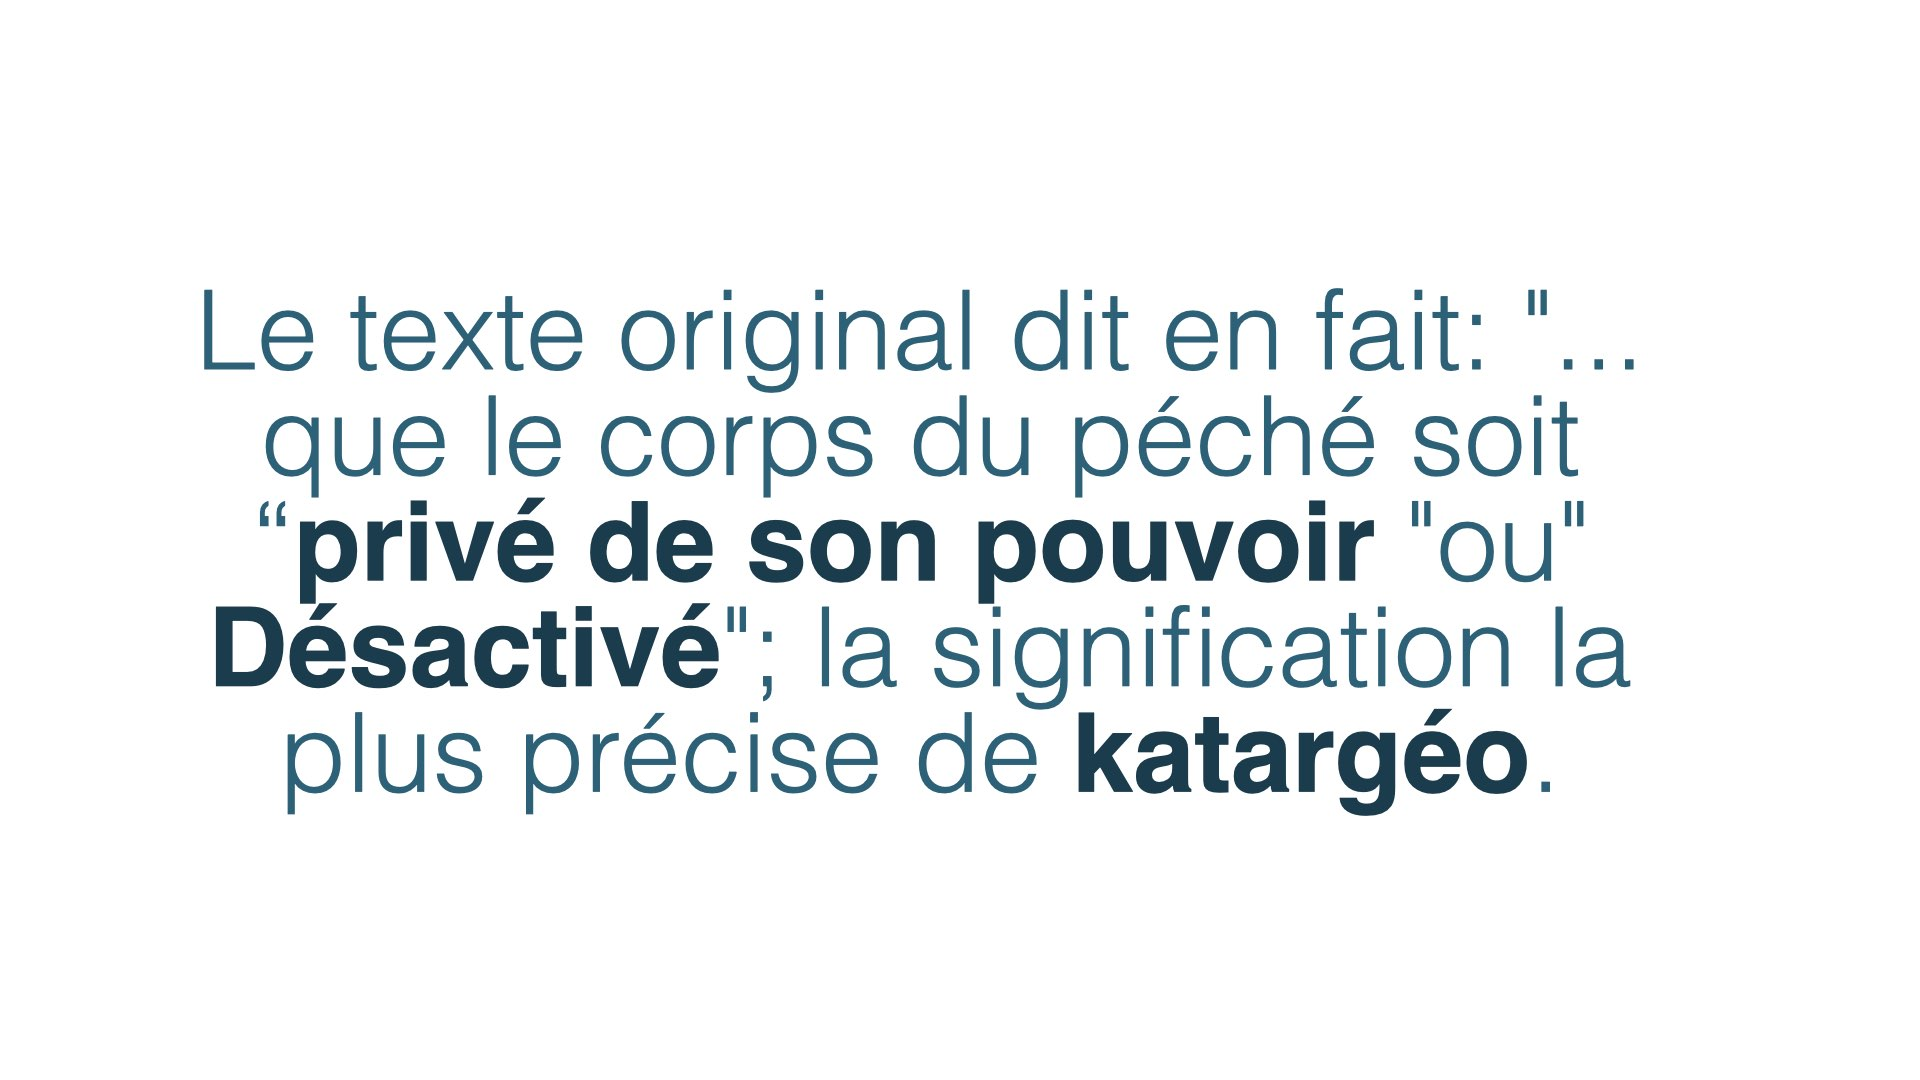 Le texte original dit en fait: "...
que le corps du péché soit
“privé de son pouvoir "ou"
Désactivé"; la signification la
plus précise de katargéo.